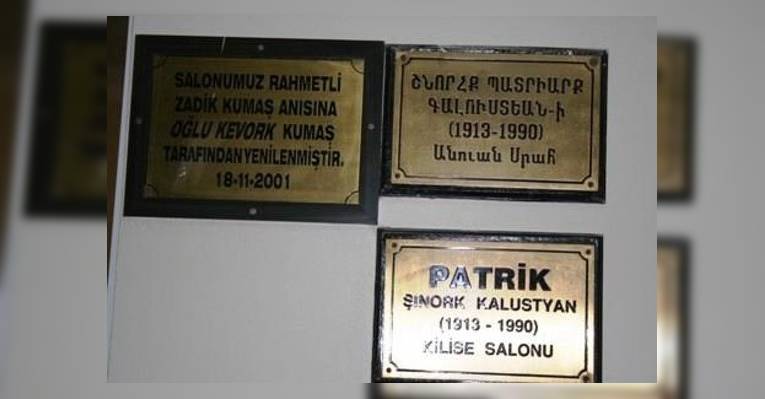 SALONUMUZ RAHMETLİ
ZADİK KUMAŞ ANISINA
OĞLU KEVORK KUMAŞ
TARAFINDAN YENİLENMİŞTİR.
18-11-2001
ՇՆՈՐՀՔ ՊԱՏՐԻԱՐՔ
ԳԱԼՈՒՍՏԵԱՆ-ի
(1913-1990)
Անուան Սրահ
PATRİK
ŞINORK KALUSTYAN
(1913 - 1990)
KİLİSE SALONU